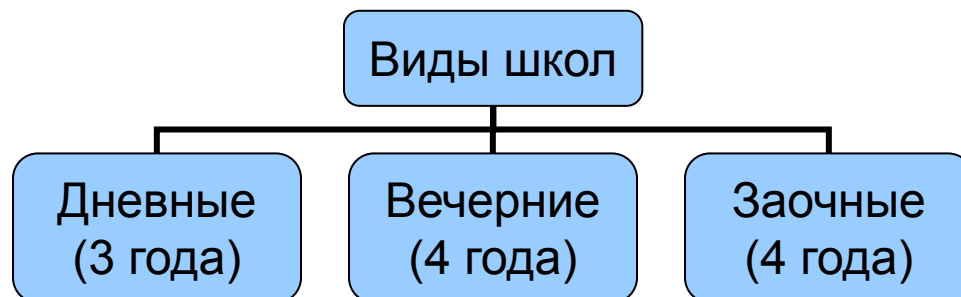 Виды школ
Дневные
(3 года)
Вечерние
(4 года)
Заочные
(4 года)